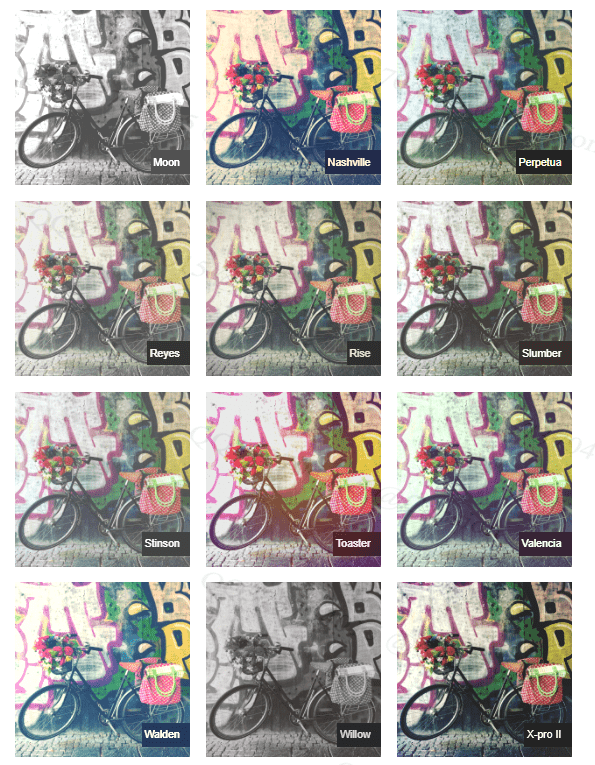 Moon
Nashville
Perpetua
Reyes
Rise
Slumber
Stinson
Toaster
Valencia
Walden
Willow
X-pro II